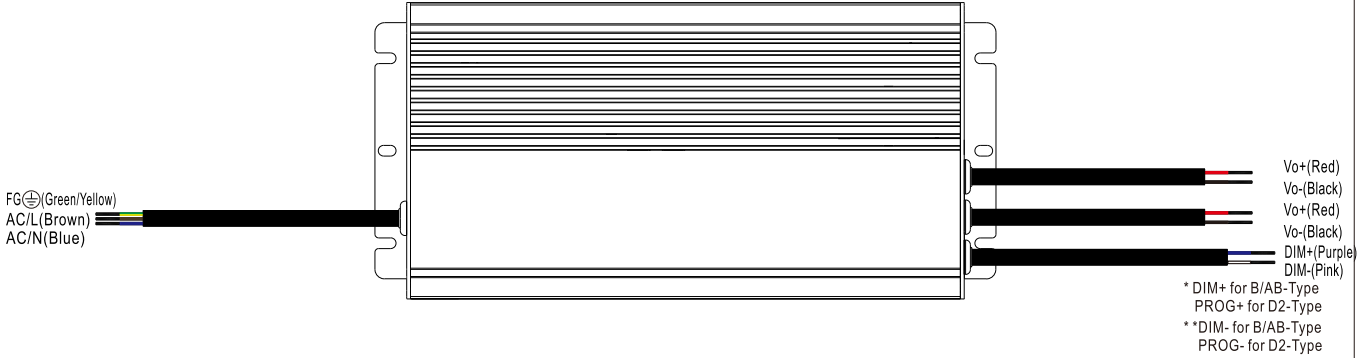 FG⏚(Green/Yellow)
AC/L(Brown)
AC/N(Blue)
Vo+(Red)
Vo-(Black)
Vo+(Red)
Vo-(Black)
DIM+(Purple)
DIM-(Pink)
* DIM+ for B/AB-Type
PROG+ for D2-Type
* *DIM- for B/AB-Type
PROG- for D2-Type